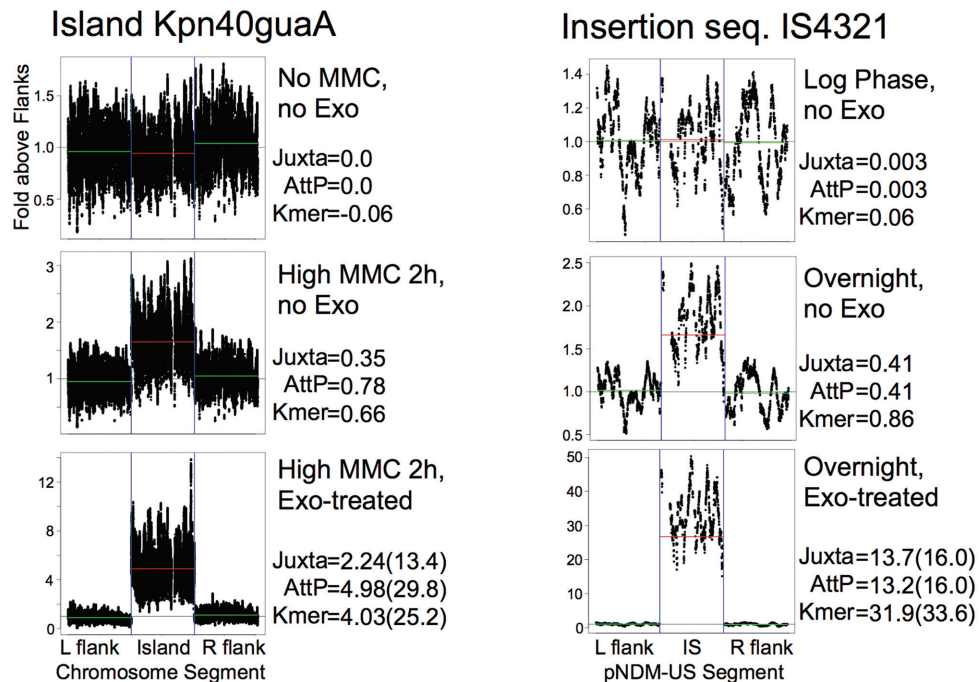 Island Kpn40guaA
Fold above Flanks
1.5
1.0
0.5
No MMC,
no Exo
Juxta=0.0
AttP=0.0
Kmer=-0.06
3
2
1
High MMC 2h,
no Exo
Juxta=0.35
AttP=0.78
Kmer=0.66
12
8
4
2
0
High MMC 2h,
Exo-treated
Juxta=2.24(13.4)
AttP=4.98(29.8)
Kmer=4.03(25.2)
L flank Island R flank
Chromosome Segment
Insertion seq. IS4321
1.4
1.2
1.0
0.8
0.6
Log Phase,
no Exo
Juxta=0.003
AttP=0.003
Kmer=0.06
2.5
2.0
1.5
1.0
0.5
Overnight,
no Exo
Juxta=0.41
AttP=0.41
Kmer=0.86
50
40
30
20
10
0
Overnight,
Exo-treated
Juxta=13.7(16.0)
AttP=13.2(16.0)
Kmer=31.9(33.6)
L flank IS R flank
pNDM-US Segment